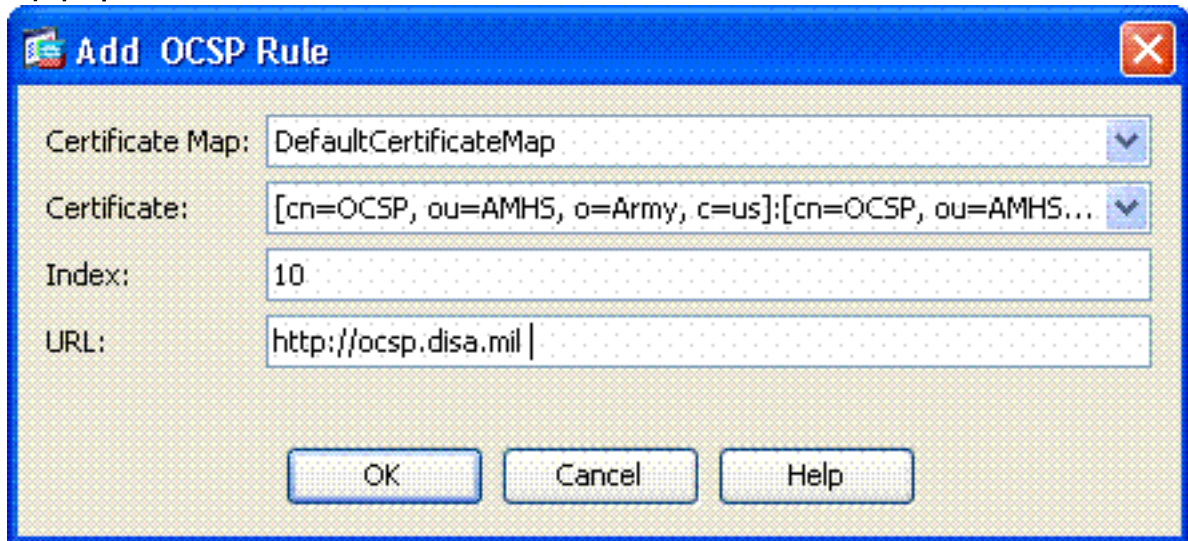 Add OCSP Rule
Certificate Map: DefaultCertificateMap
Certificate: [cn=OCSP, ou=AMHS, o=Army, c=us]:[cn=OCSP, ou=AMHS...
Index: 10
URL: http://ocsp.disa.mil
OK Cancel Help